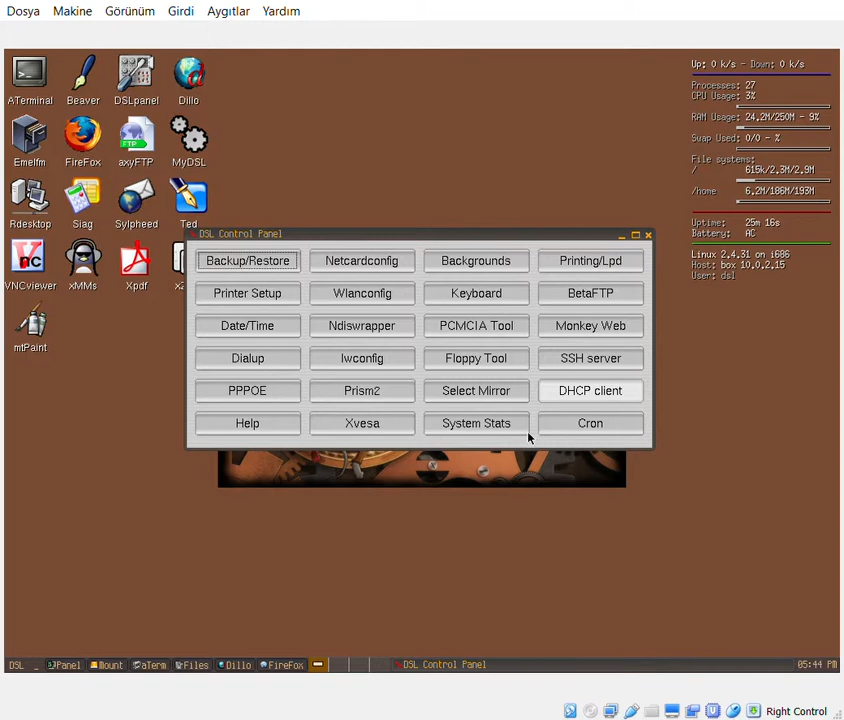 Dosya Makine Görünüm Girdi Aygıtlar Yardım
ATerminal Beaver DSLpanel Dillo
Emelfm FireFox axyFTP MyDSL
FTP
Rdesktop Siag Sylpheed Ted
VNCviewer xMMs Xpdf
mtPaint
Up: 0 k/s - Down: 0 k/s
Processes: 27
CPU Usage: 3%
RAM Usage: 24.2M/250M - 9%
Swap Used: 0/0 - %
File systems:
/ 615k/2.3M/2.9M
/home 6.2M/186M/193M
Uptime: 25m 16s
Battery: AC
Linux 2.4.31 on i686
Host: box 10.0.2.15
User: dsl
DSL Control Panel
Backup/Restore Netcardconfig Backgrounds Printing/Lpd
Printer Setup Wlanconfig Keyboard BetaFTP
Date/Time Ndiswrapper PCMCIA Tool Monkey Web
Dialup Iwconfig Floppy Tool SSH server
PPPOE Prism2 Select Mirror DHCP client
Help Xvesa System Stats Cron
DSL _ Panel Mount aTerm Files Dillo FireFox DSL Control Panel 05:44 PM
Right Control